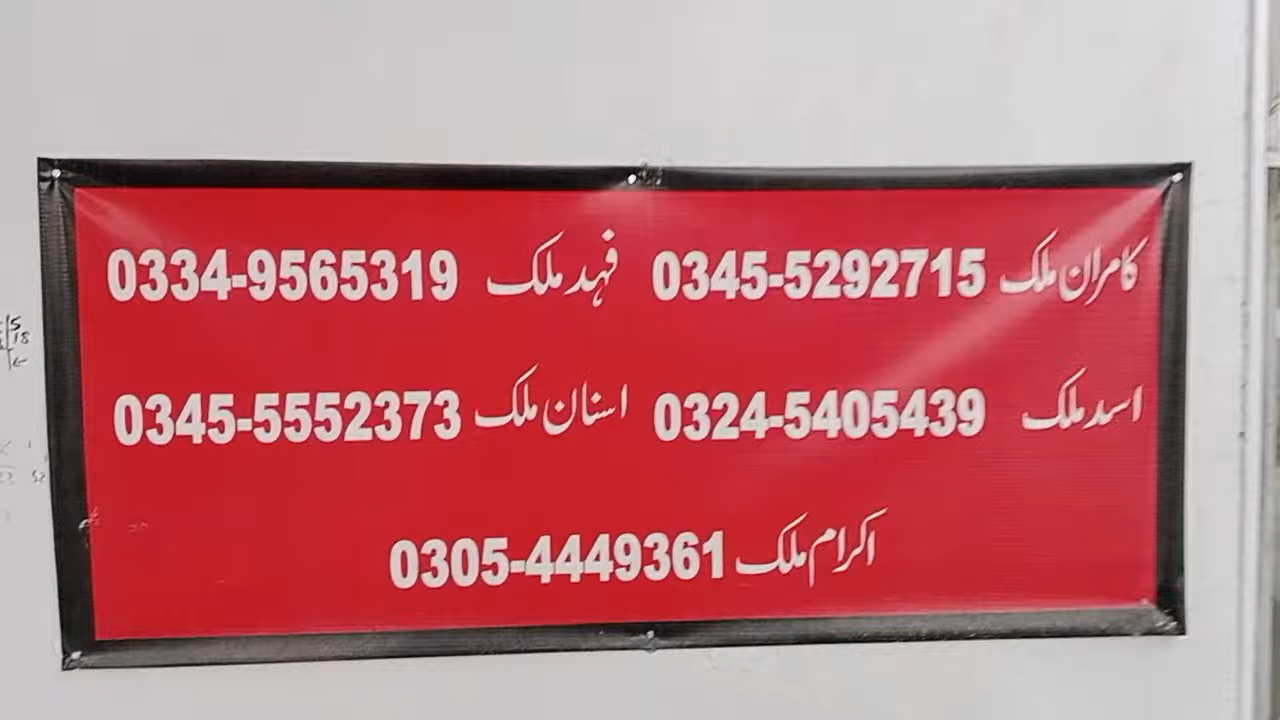 کامران ملک 0345-5292715 فہد ملک 0334-9565319
اسد ملک 0324-5405439 اسنان ملک 0345-5552373
اکرام ملک 0305-4449361